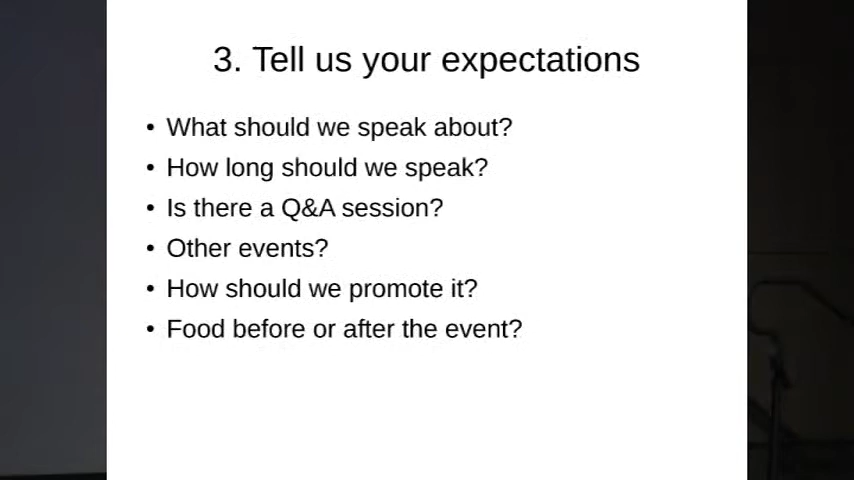 3. Tell us your expectations
• What should we speak about?
• How long should we speak?
• Is there a Q&A session?
• Other events?
• How should we promote it?
• Food before or after the event?